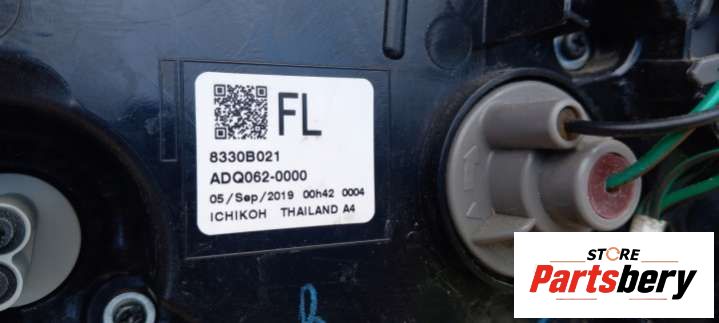 FL
8330B021
ADQ062-0000
05/Sep/2019 00h42 0004
ICHIKOH THAILAND A4
STORE
Partsbery